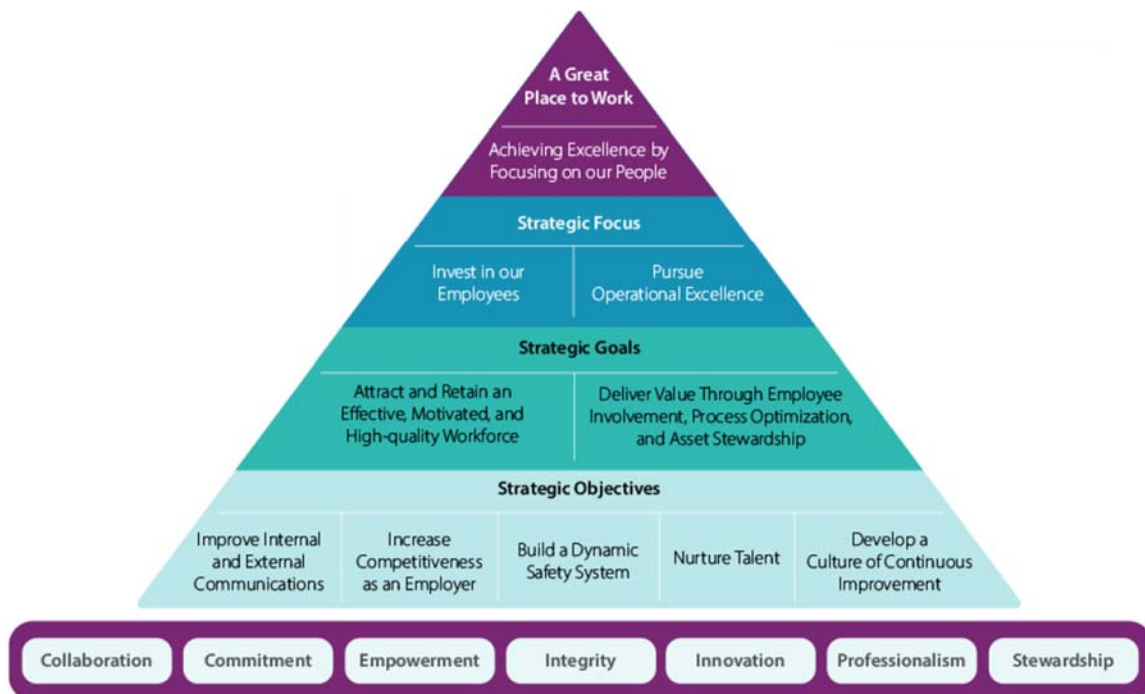 A Great
Place to Work
Achieving Excellence by
Focusing on our People
Strategic Focus
Invest in our
Employees
Pursue
Operational Excellence
Strategic Goals
Attract and Retain an
Effective, Motivated, and
High-quality Workforce
Deliver Value Through Employee
Involvement, Process Optimization,
and Asset Stewardship
Strategic Objectives
Improve Internal
and External
Communications
Increase
Competitiveness
as an Employer
Build a Dynamic
Safety System
Nurture Talent
Develop a
Culture of Continuous
Improvement
Collaboration
Commitment
Empowerment
Integrity
Innovation
Professionalism
Stewardship